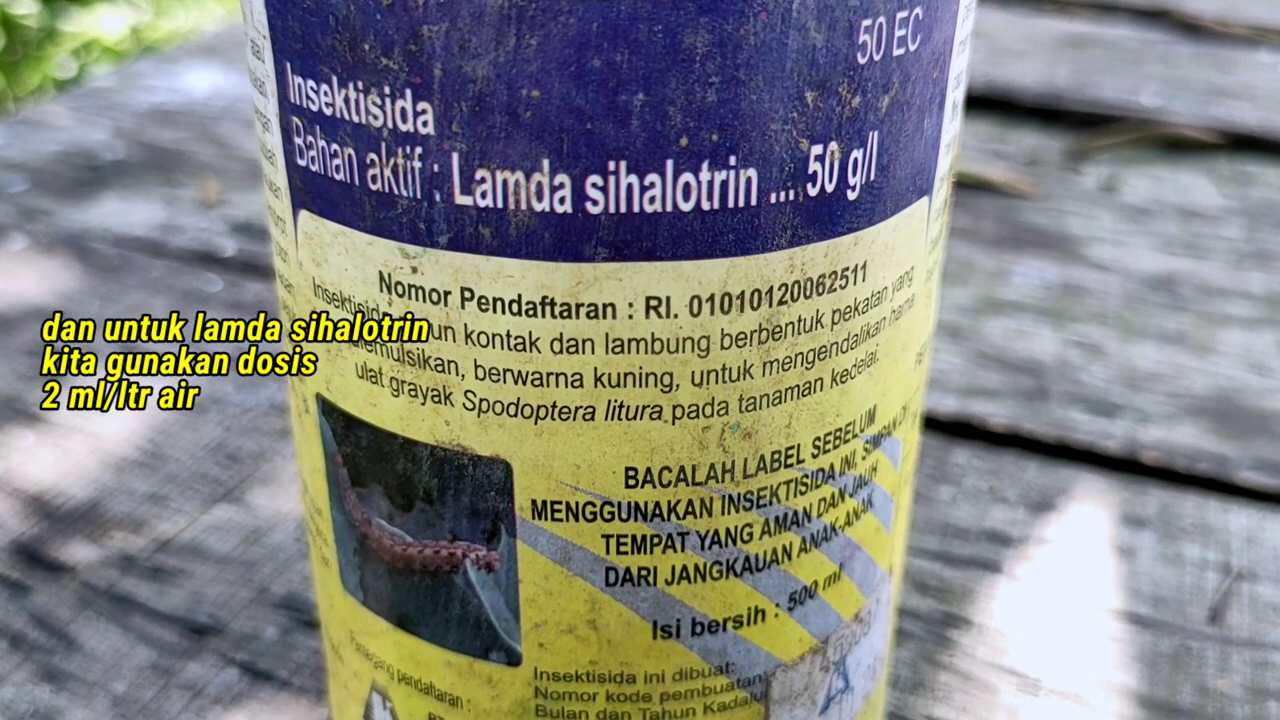 50 EC
Insektisida
Bahan aktif : Lamda sihalotrin ... 50 g/l
Nomor Pendaftaran : RI. 01010120062511
kontak dan lambung berbentuk pekatan yang
berwarna kuning, untuk mengendalikan hama
ulat grayak Spodoptera litura pada tanaman kedelai.
dan untuk lamda sihalotrin
kita gunakan dosis
2 ml/ltr air
BACALAH LABEL SEBELUM
MENGGUNAKAN INSEKTISIDA INI, SIMPAN DI
TEMPAT YANG AMAN DAN JAUH
DARI JANGKAUAN ANAK-ANAK
Isi bersih : 500 ml
pendaftaran :
Insektisida ini dibuat:
Nomor kode pembuatan
Bulan dan Tahun